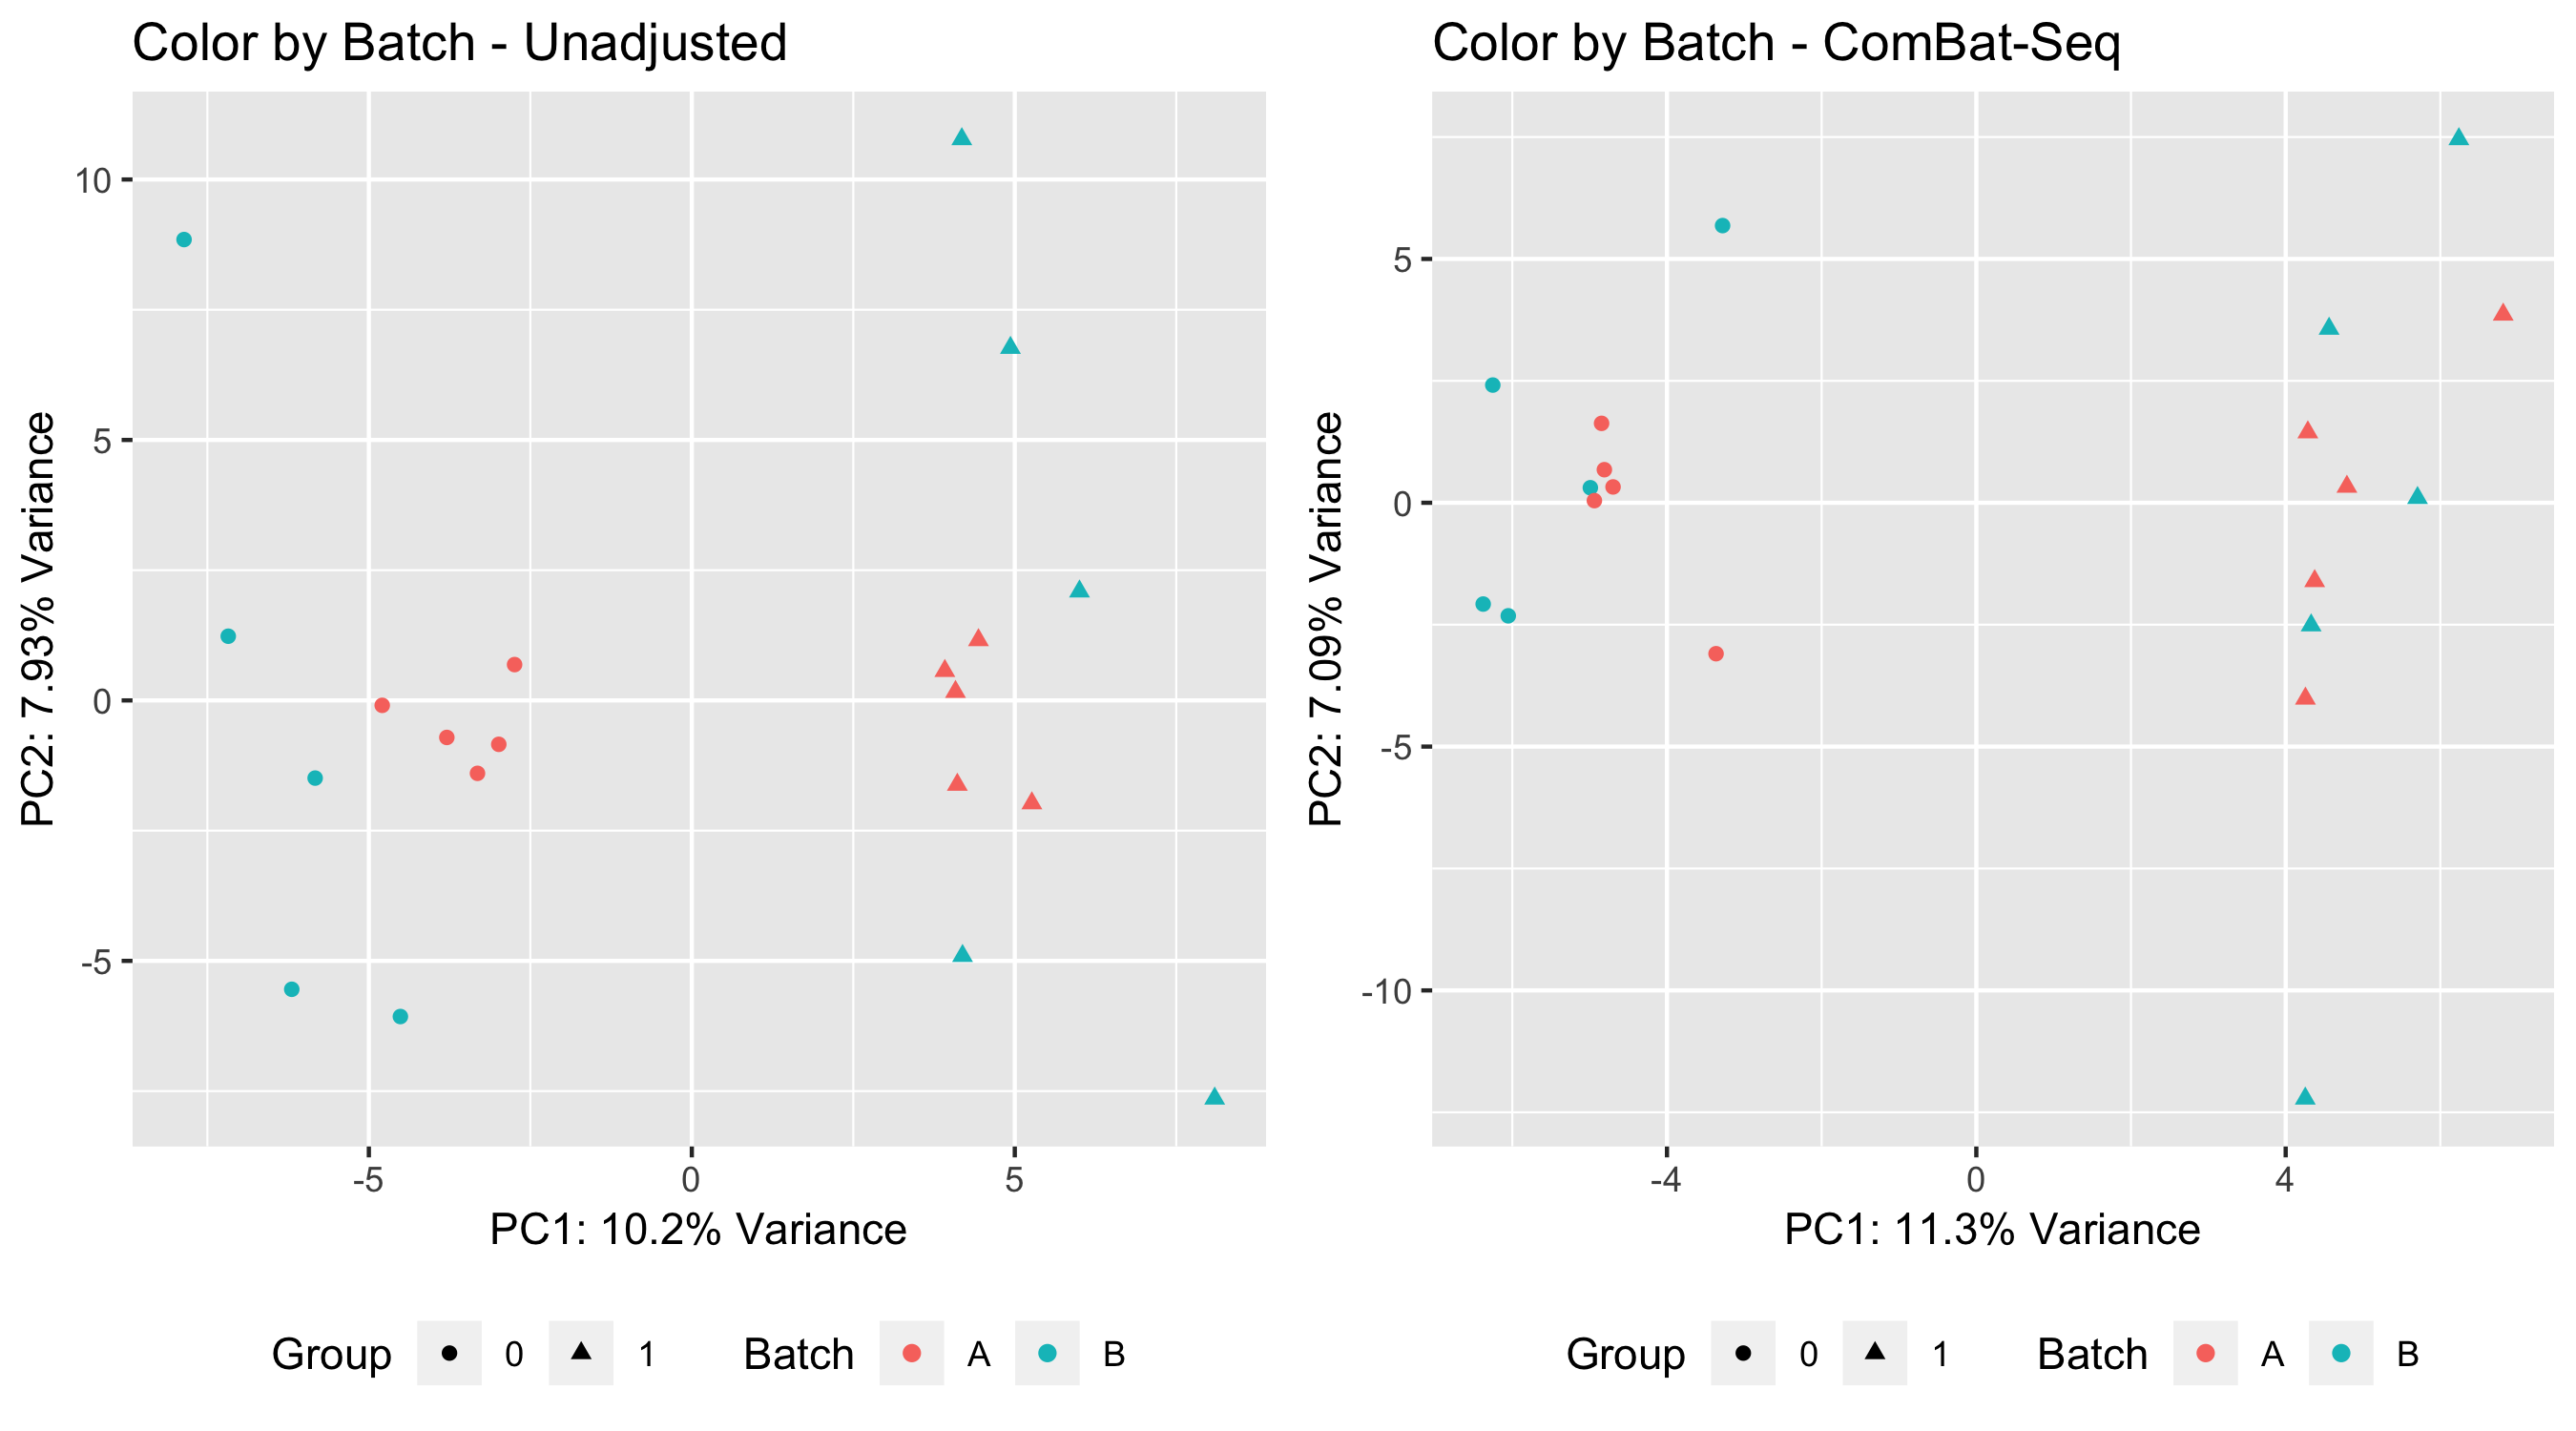 Color by Batch - Unadjusted
10
5
0
-5
PC2: 7.93% Variance
-5 0 5
PC1: 10.2% Variance
Group 0 1 Batch A B
Color by Batch - ComBat-Seq
5
0
-5
-10
PC2: 7.09% Variance
-4 0 4
PC1: 11.3% Variance
Group 0 1 Batch A B